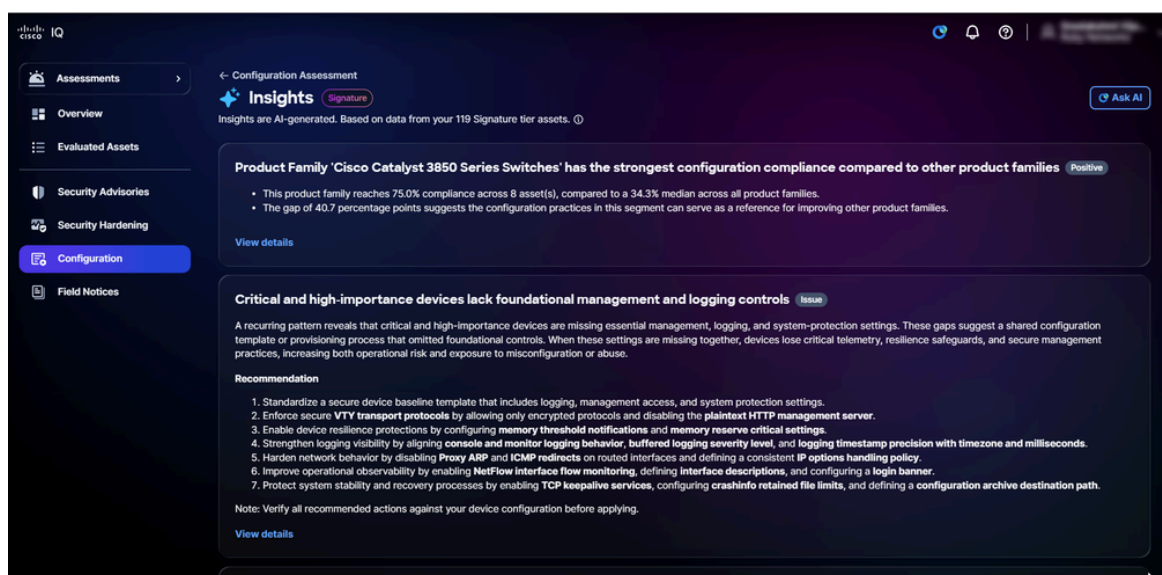 cisco IQ
Assessments
Overview
Evaluated Assets
Security Advisories
Security Hardening
Configuration
Field Notices
← Configuration Assessment
Insights Signature
Ask AI
Insights are AI-generated. Based on data from your 119 Signature tier assets.
Product Family 'Cisco Catalyst 3850 Series Switches' has the strongest configuration compliance compared to other product families Positive
• This product family reaches 75.0% compliance across 8 asset(s), compared to a 34.3% median across all product families.
• The gap of 40.7 percentage points suggests the configuration practices in this segment can serve as a reference for improving other product families.
View details
Critical and high-importance devices lack foundational management and logging controls Issue
A recurring pattern reveals that critical and high-importance devices are missing essential management, logging, and system-protection settings. These gaps suggest a shared configuration
template or provisioning process that omitted foundational controls. When these settings are missing together, devices lose critical telemetry, resilience safeguards, and secure management
practices, increasing both operational risk and exposure to misconfiguration or abuse.
Recommendation
1. Standardize a secure device baseline template that includes logging, management access, and system protection settings.
2. Enforce secure VTY transport protocols by allowing only encrypted protocols and disabling the plaintext HTTP management server.
3. Enable device resilience protections by configuring memory threshold notifications and memory reserve critical settings.
4. Strengthen logging visibility by aligning console and monitor logging behavior, buffered logging severity level, and logging timestamp precision with timezone and milliseconds.
5. Harden network behavior by disabling Proxy ARP and ICMP redirects on routed interfaces and defining a consistent IP options handling policy.
6. Improve operational observability by enabling NetFlow interface flow monitoring, defining interface descriptions, and configuring a login banner.
7. Protect system stability and recovery processes by enabling TCP keepalive services, configuring crashinfo retained file limits, and defining a configuration archive destination path.
Note: Verify all recommended actions against your device configuration before applying.
View details